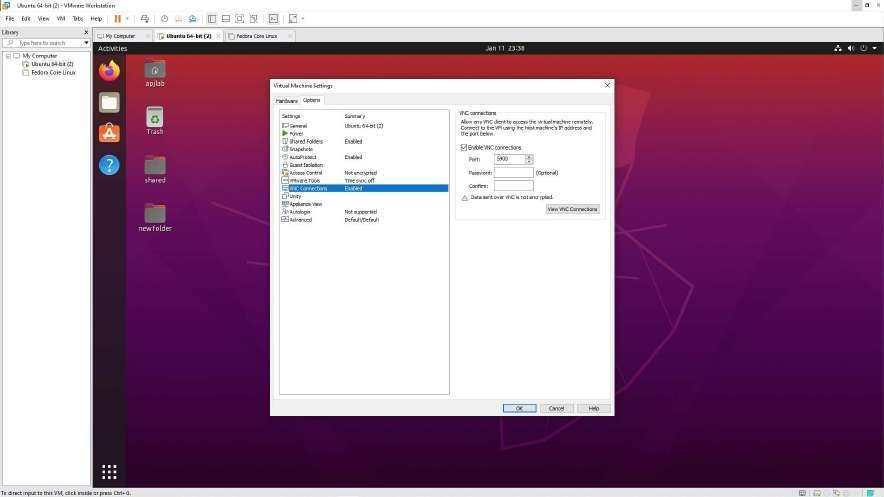 Ubuntu 64-bit (2) - VMware Workstation
File Edit View VM Tabs Help
Library
Type here to search
My Computer
Ubuntu 64-bit (2)
Fedora Core Linux
My Computer
Ubuntu 64-bit (2)
Fedora Core Linux
Activities
Jan 11 23:38
apjlab
Trash
shared
new folder
Virtual Machine Settings
Hardware Options
Settings Summary
General Ubuntu 64-bit (2)
Power
Shared Folders Enabled
Snapshots
AutoProtect Enabled
Guest Isolation
Access Control Not encrypted
VMware Tools Time sync off
VNC Connections Enabled
Unity
Appliance View
Autologin Not supported
Advanced Default/Default
VNC connections
Allow any VNC client to access the virtual machine remotely.
Connect to the VM using the host machine's IP address and
the port below.
Enable VNC connections
Port: 5900
Password: (Optional)
Confirm:
Data sent over VNC is not encrypted.
View VNC Connections
OK Cancel Help
To direct input to this VM, click inside or press Ctrl+G.